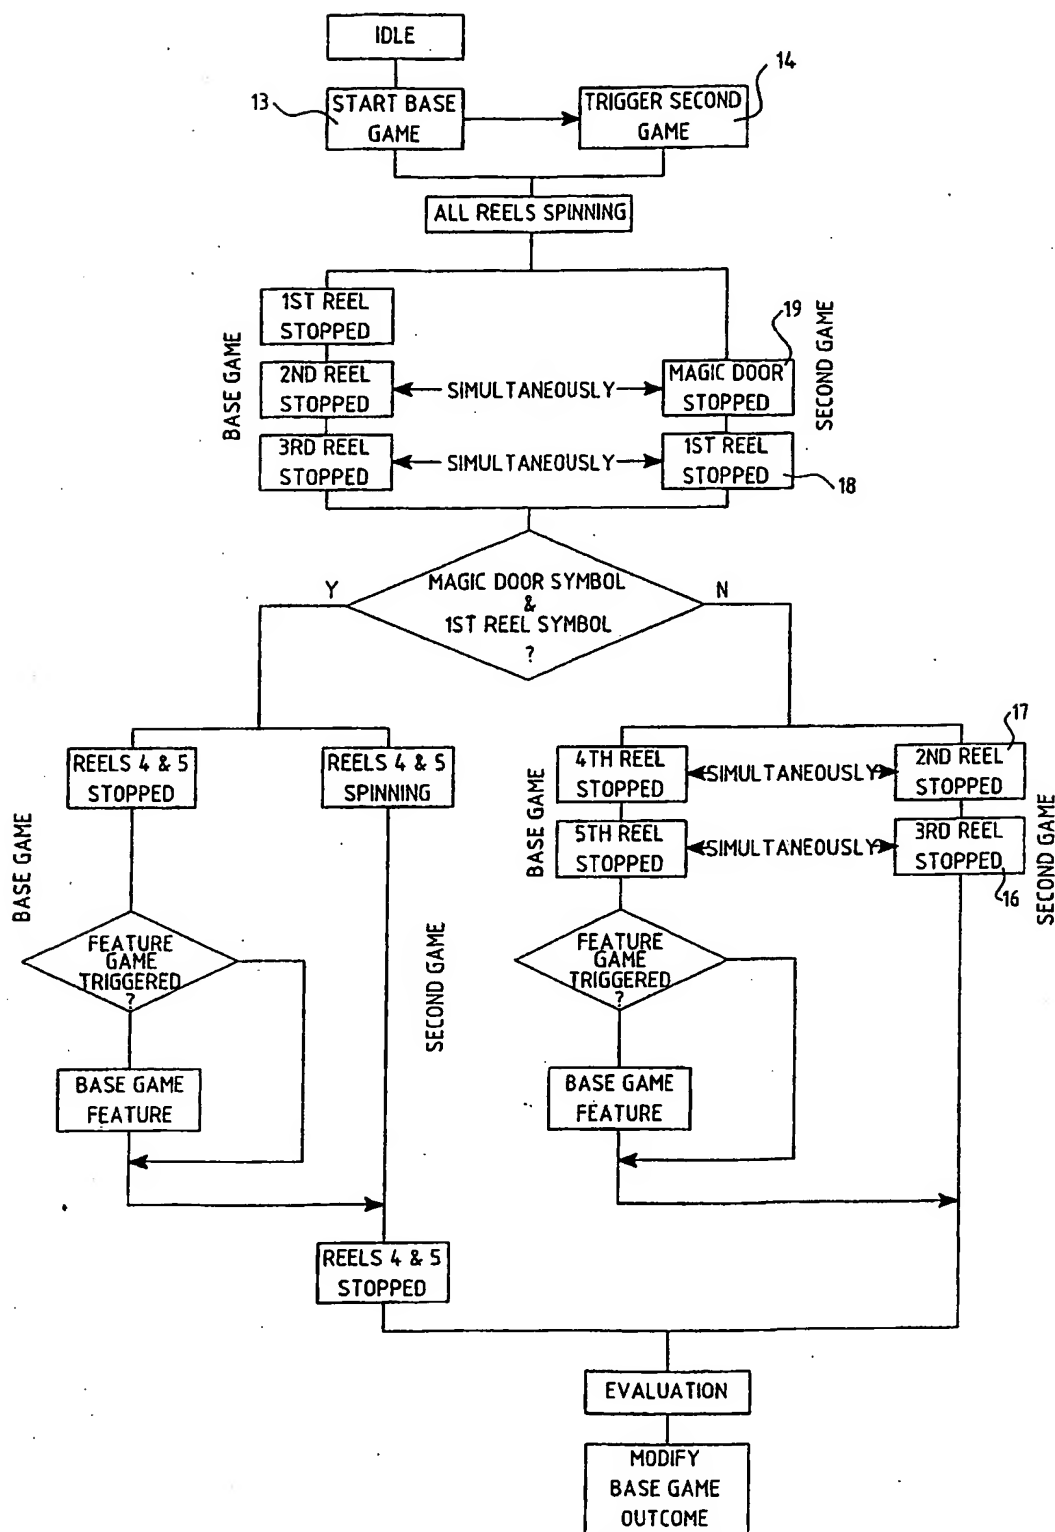 IDLE
14
13
START BASE
GAME
TRIGGER SECOND
GAME
ALL REELS SPINNING
BASE GAME
1ST REEL
STOPPED
19
SECOND GAME
2ND REEL
STOPPED
SIMULTANEOUSLY
MAGIC DOOR
STOPPED
3RD REEL
STOPPED
SIMULTANEOUSLY
1ST REEL
STOPPED
18
Y
MAGIC DOOR SYMBOL
&
1ST REEL SYMBOL
?
N
17
REELS 4 & 5
STOPPED
REELS 4 & 5
SPINNING
BASE GAME
4TH REEL
STOPPED
SIMULTANEOUSLY
2ND REEL
STOPPED
5TH REEL
STOPPED
SIMULTANEOUSLY
3RD REEL
STOPPED
16
BASE GAME
SECOND GAME
SECOND GAME
FEATURE
GAME
TRIGGERED
?
FEATURE
GAME
TRIGGERED
?
BASE GAME
FEATURE
BASE GAME
FEATURE
REELS 4 & 5
STOPPED
EVALUATION
MODIFY
BASE GAME
OUTCOME